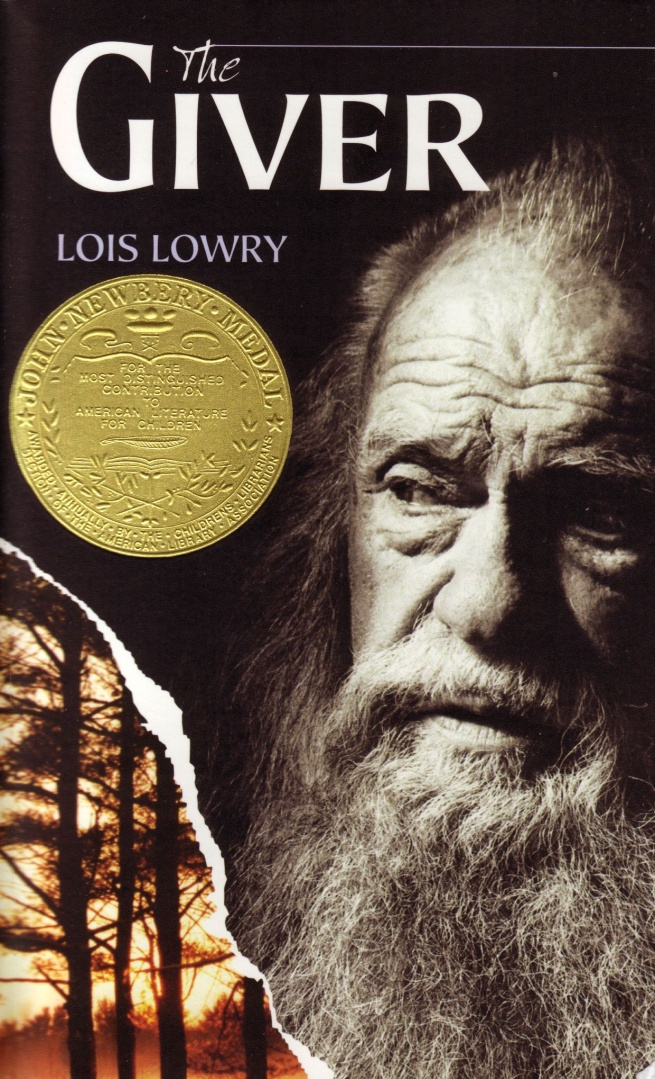 The
GIVER
LOIS LOWRY
JOHN·NEWBERY·MEDAL
FOR THE
MOST DISTINGUISHED
CONTRIBUTION
TO
AMERICAN LITERATURE
FOR CHILDREN
AWARDED·ANNUALLY·BY·THE·CHILDREN'S·LIBRARIANS
SECTION·OF·THE·AMERICAN·LIBRARY·ASSOCIATION